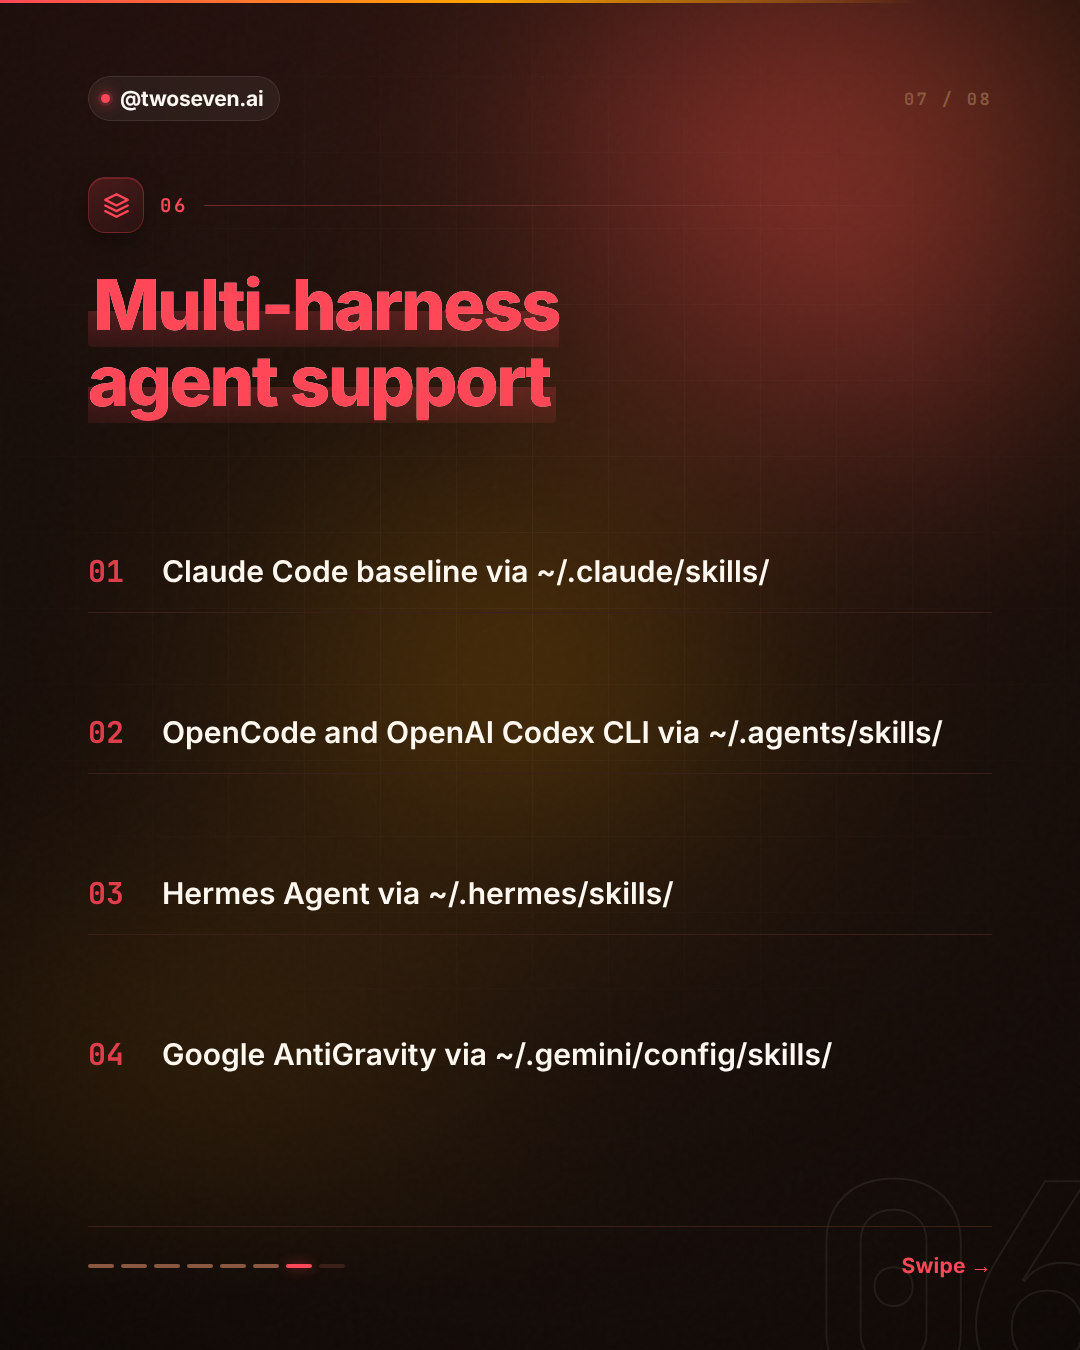 @twoseven.ai
07 / 08
06
Multi-harness
agent support
01 Claude Code baseline via ~/.claude/skills/
02 OpenCode and OpenAI Codex CLI via ~/.agents/skills/
03 Hermes Agent via ~/.hermes/skills/
04 Google AntiGravity via ~/.gemini/config/skills/
Swipe →
06